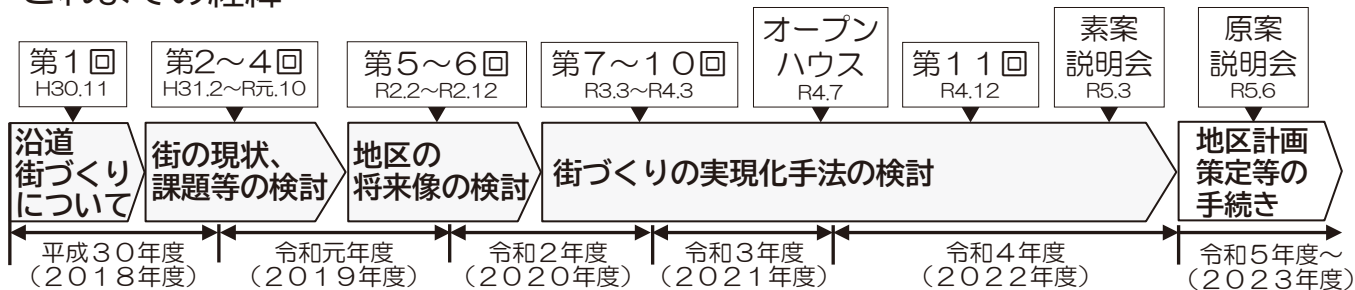 これまでの経緯
第1回
H30.11
第2～4回
H31.2～R元.10
第5～6回
R2.2～R2.12
第7～10回
R3.3～R4.3
オープン
ハウス
R4.7
第11回
R4.12
素案
説明会
R5.3
原案
説明会
R5.6
沿道
街づくり
について
街の現状、
課題等の検討
地区の
将来像の検討
街づくりの実現化手法の検討
地区計画
策定等の
手続き
平成30年度
（2018年度）
令和元年度
（2019年度）
令和2年度
（2020年度）
令和3年度
（2021年度）
令和4年度
（2022年度）
令和5年度～
（2023年度）